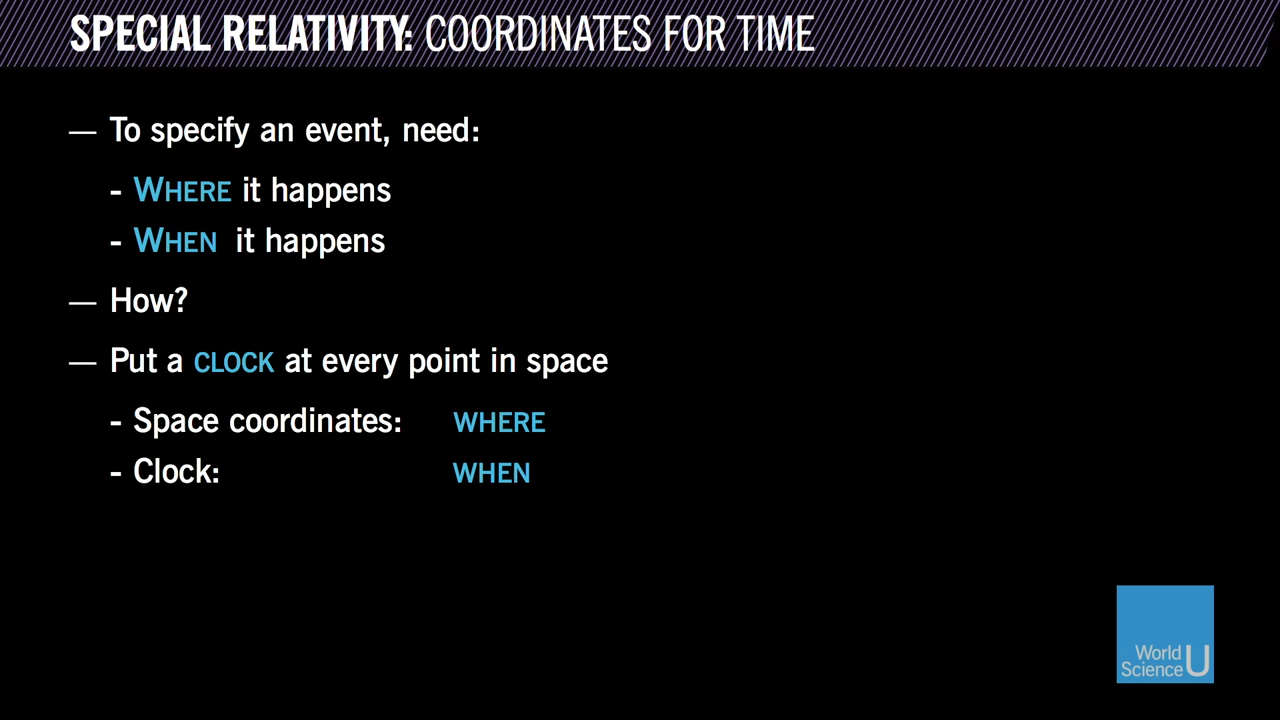 SPECIAL RELATIVITY: COORDINATES FOR TIME
— To specify an event, need:
- WHERE it happens
- WHEN it happens
— How?
— Put a CLOCK at every point in space
- Space coordinates: WHERE
- Clock: WHEN
World
Science U